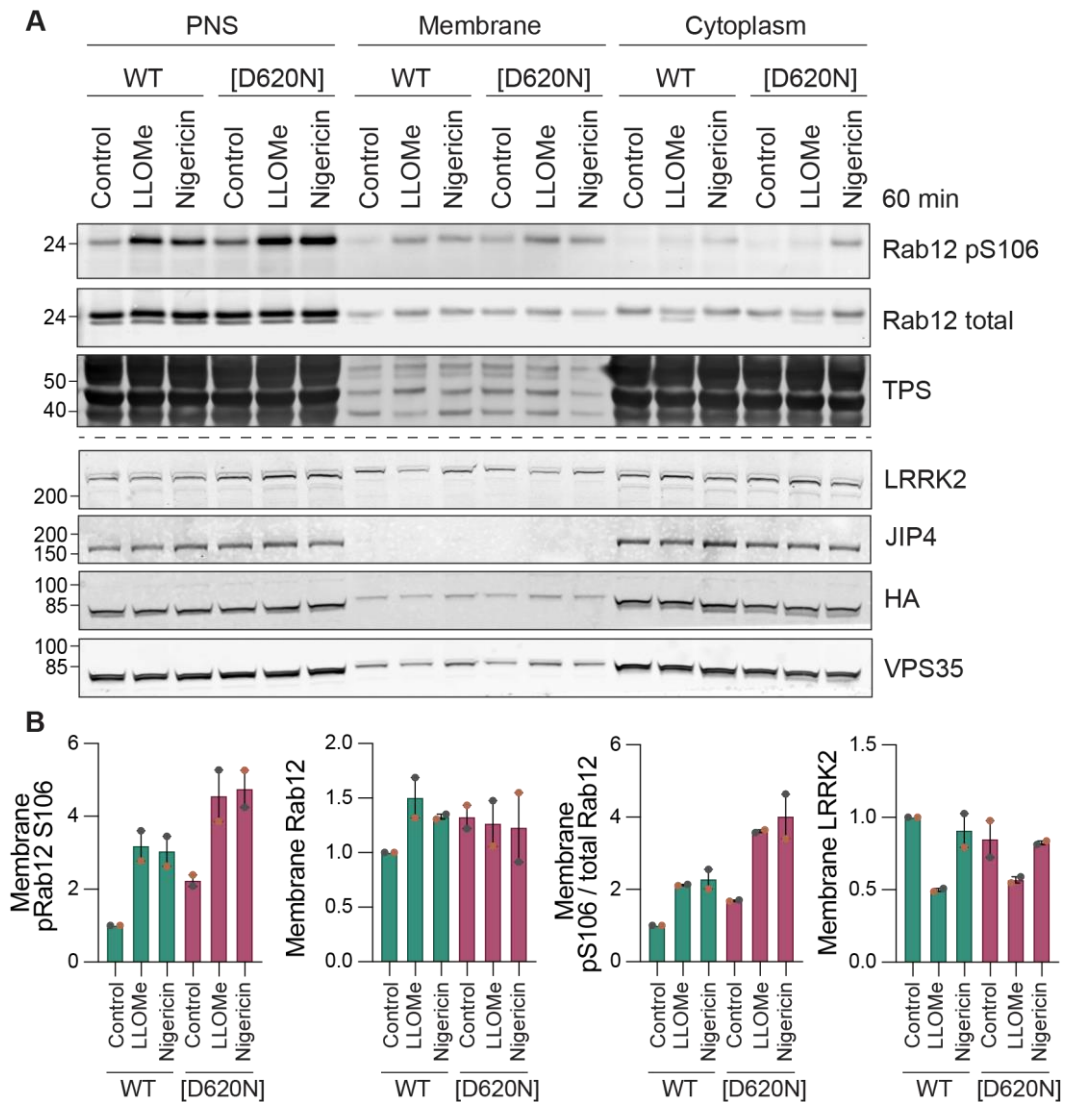 A
PNS Membrane Cytoplasm
WT [D620N] WT [D620N] WT [D620N]
Control LLOMe Nigericin Control LLOMe Nigericin Control LLOMe Nigericin Control LLOMe Nigericin Control LLOMe Nigericin Control LLOMe Nigericin
60 min
24 Rab12 pS106
24 Rab12 total
50
TPS
40
LRRK2
200
200 JIP4
150
100 HA
85
100
85 VPS35
B
Membrane
pRab12 S106
6
4
2
0
Control LLOMe Nigericin Control LLOMe Nigericin
WT [D620N]
Membrane Rab12
2.0
1.5
1.0
0.5
0.0
Control LLOMe Nigericin Control LLOMe Nigericin
WT [D620N]
Membrane
pS106 / total Rab12
6
4
2
0
Control LLOMe Nigericin Control LLOMe Nigericin
WT [D620N]
Membrane LRRK2
1.5
1.0
0.5
0.0
Control LLOMe Nigericin Control LLOMe Nigericin
WT [D620N]